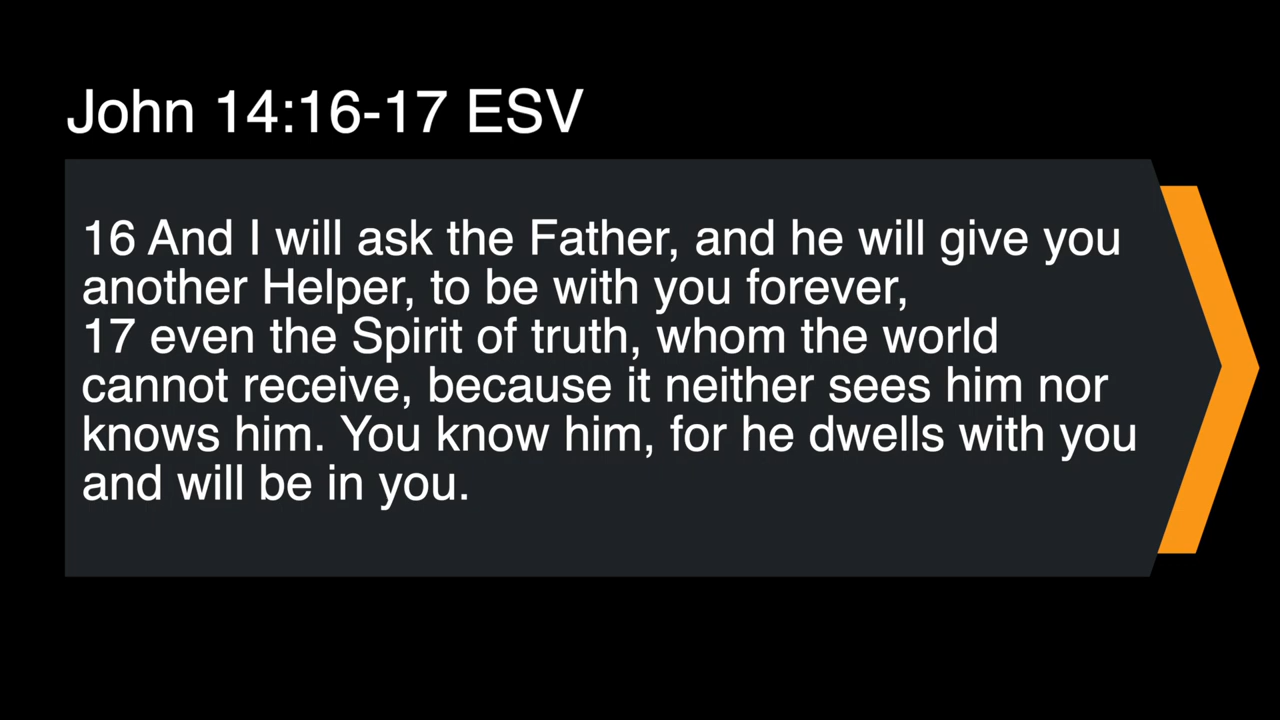 John 14:16-17 ESV
16 And I will ask the Father, and he will give you
another Helper, to be with you forever,
17 even the Spirit of truth, whom the world
cannot receive, because it neither sees him nor
knows him. You know him, for he dwells with you
and will be in you.